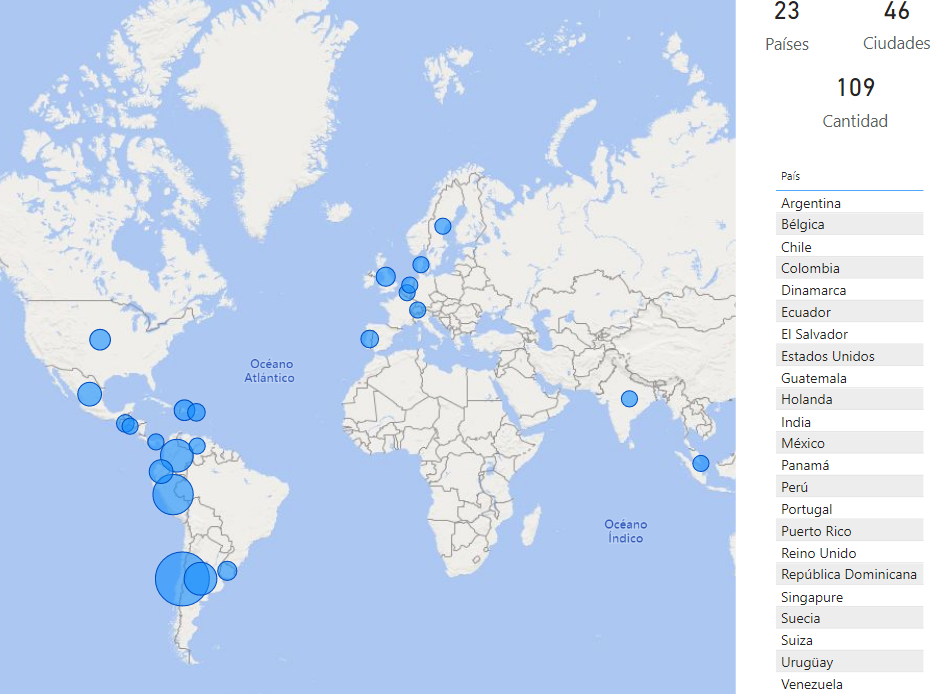 23
46
Países
Ciudades
109
Cantidad
Océano
Atlántico
Océano
Índico
País
Argentina
Bélgica
Chile
Colombia
Dinamarca
Ecuador
El Salvador
Estados Unidos
Guatemala
Holanda
India
México
Panamá
Perú
Portugal
Puerto Rico
Reino Unido
República Dominicana
Singapure
Suecia
Suiza
Urugüay
Venezuela